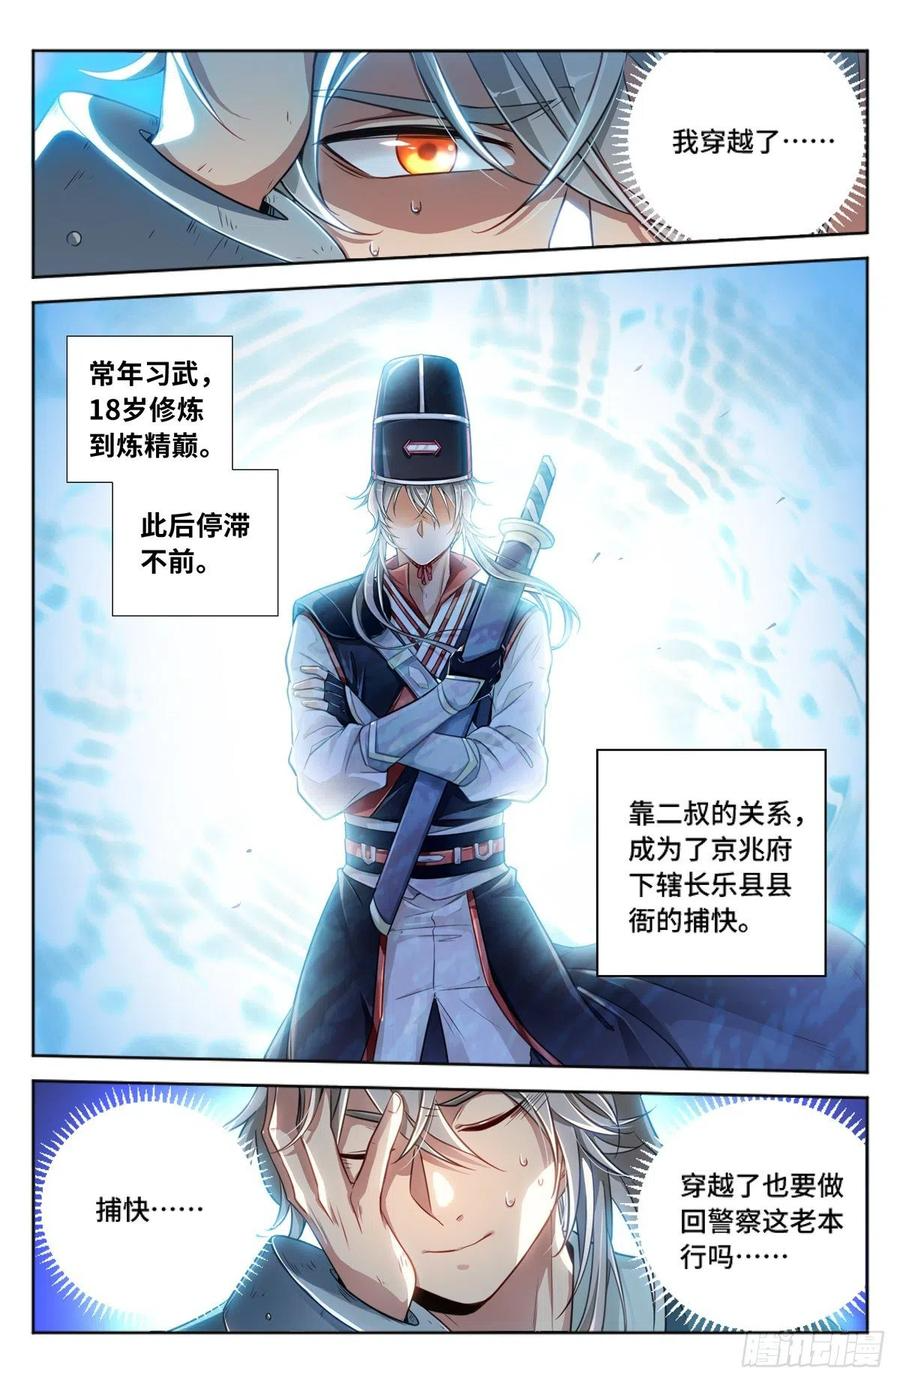 我穿越了……
常年习武，
18岁修炼
到炼精巅。
此后停滞
不前。
靠二叔的关系，
成为了京兆府
下辖长乐县县
衙的捕快。
捕快……
穿越了也要做
回警察这老本
行吗……
腾讯动漫